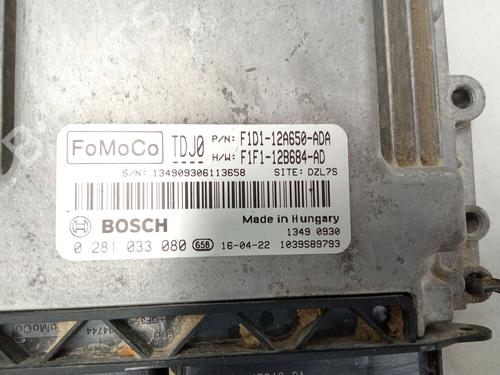 FoMoCo TDJ0 P/N: F1D1-12A650-ADA
H/W: F1F1-12B684-AD
S/N: 134909306113658 SITE: DZL7S
BOSCH Made in Hungary
1349 0930
0 281 033 080 658 16-04-22 1039S89793